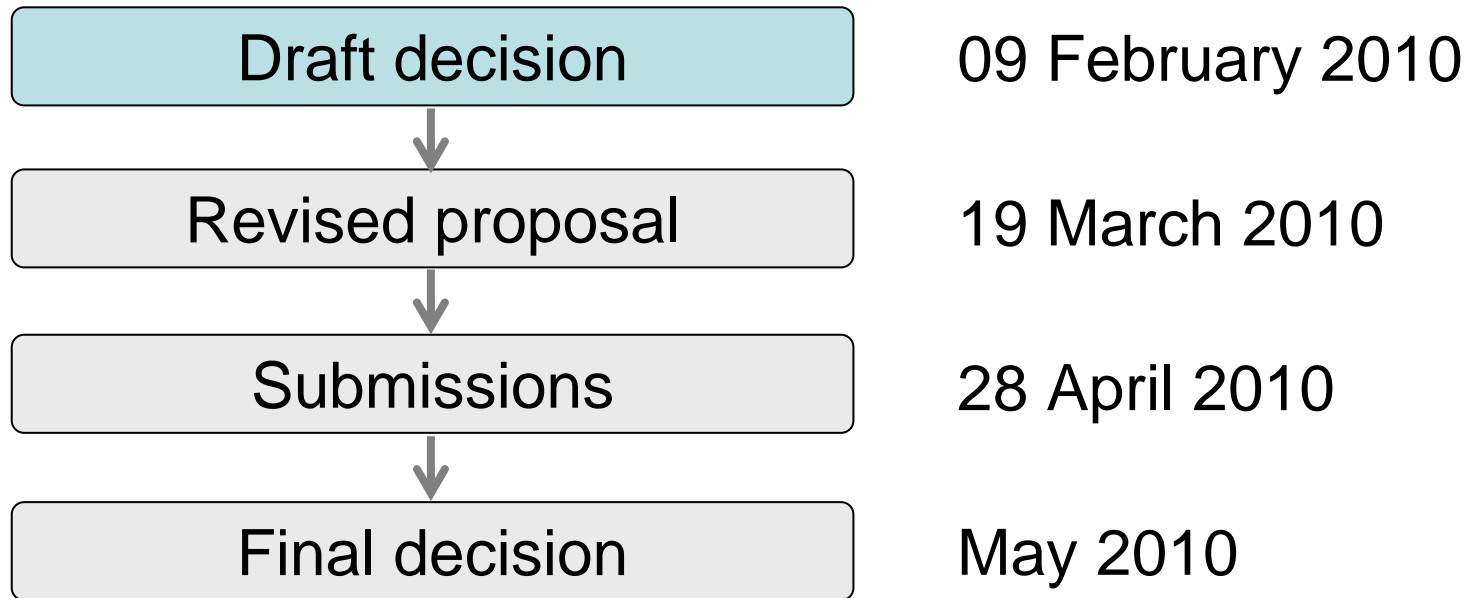 Draft decision 09 February 2010
Revised proposal 19 March 2010
Submissions 28 April 2010
Final decision May 2010